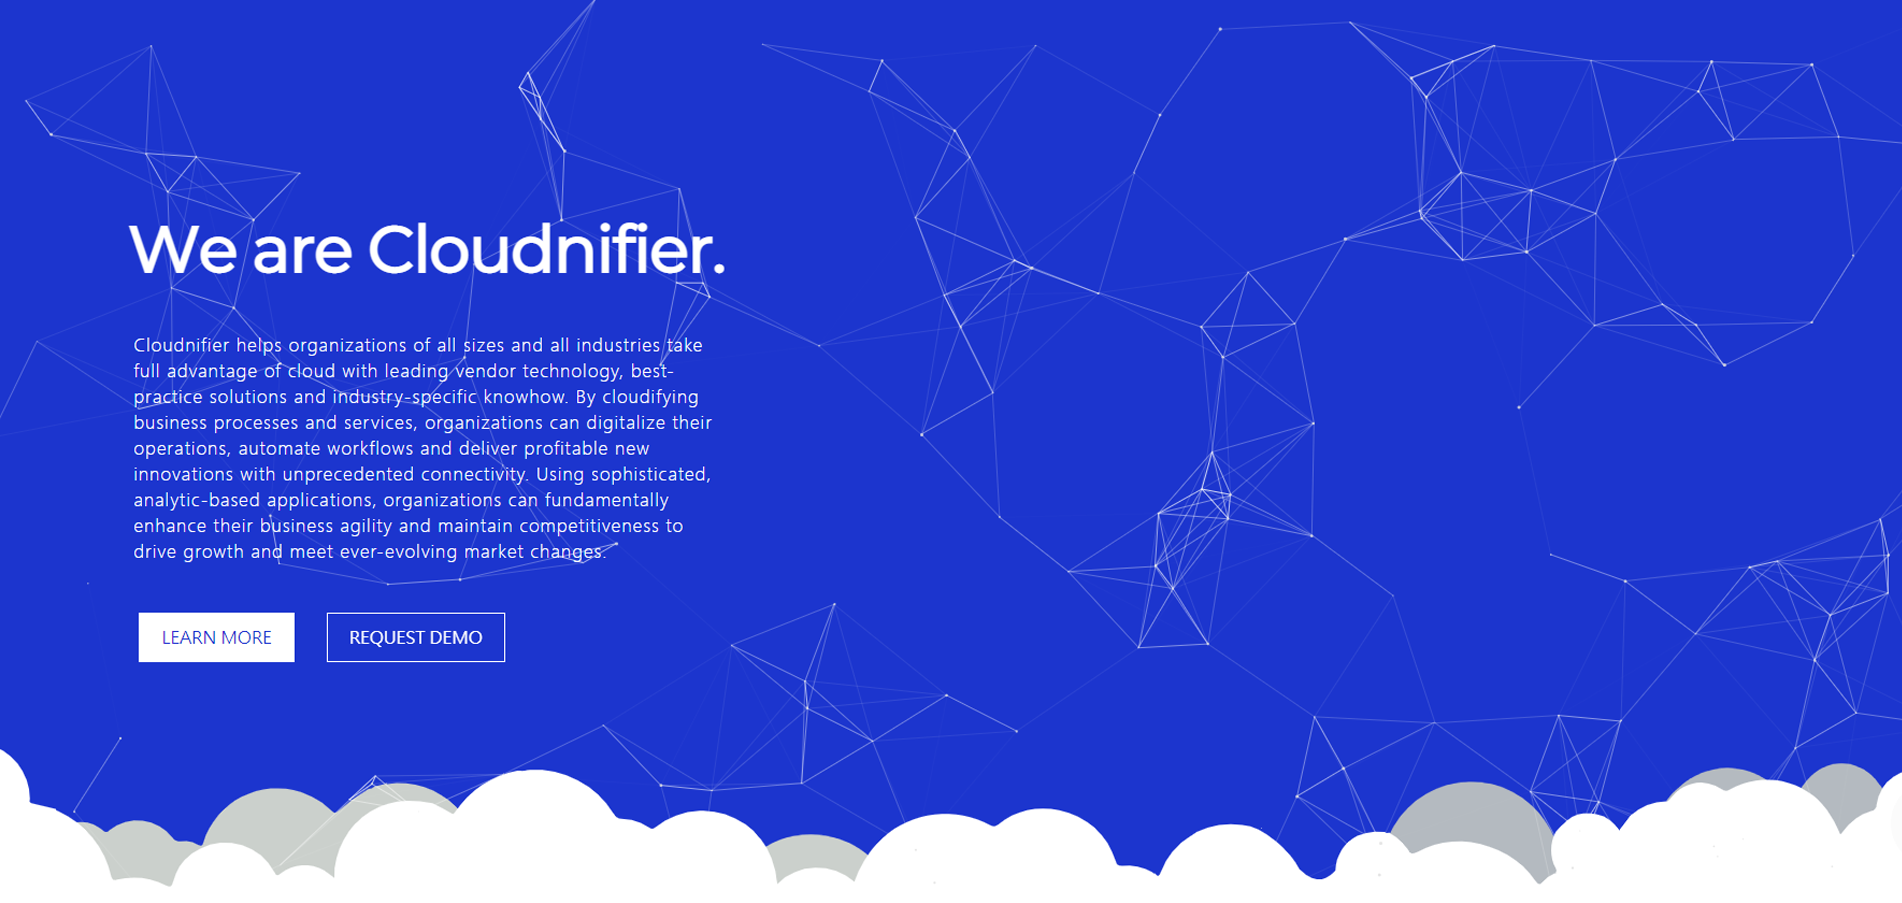 We are Cloudnifier.
Cloudnifier helps organizations of all sizes and all industries take
full advantage of cloud with leading vendor technology, best-
practice solutions and industry-specific knowhow. By cloudifying
business processes and services, organizations can digitalize their
operations, automate workflows and deliver profitable new
innovations with unprecedented connectivity. Using sophisticated,
analytic-based applications, organizations can fundamentally
enhance their business agility and maintain competitiveness to
drive growth and meet ever-evolving market changes.
LEARN MORE
REQUEST DEMO